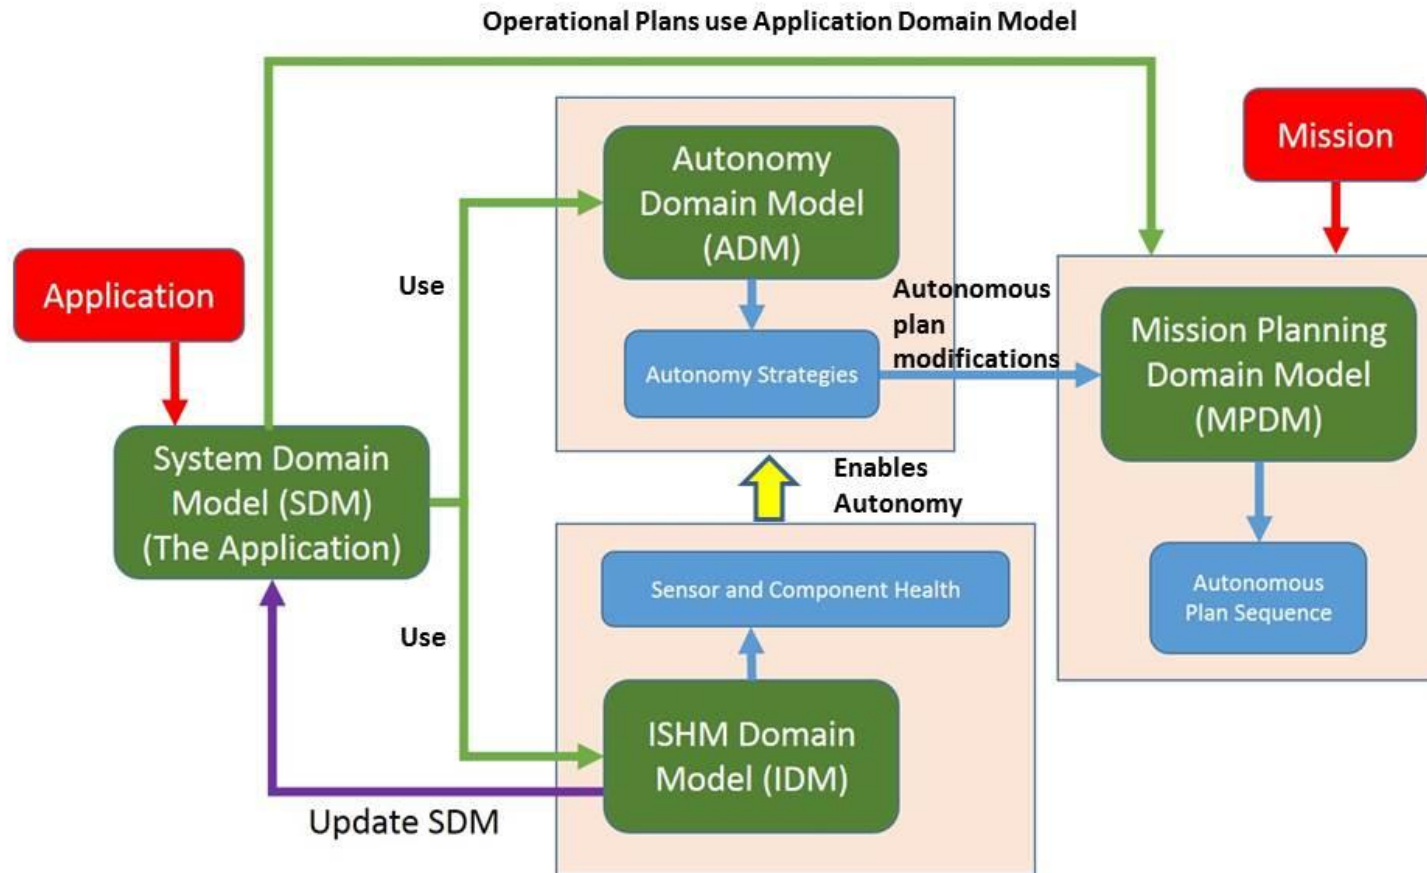 Operational Plans use Application Domain Model
Mission
Autonomy
Domain Model
(ADM)
Application
Use
Autonomous
plan
modifications
Autonomy Strategies
Mission Planning
Domain Model
(MPDM)
System Domain
Model (SDM)
(The Application)
Enables
Autonomy
Sensor and Component Health
Autonomous
Plan Sequence
Use
ISHM Domain
Model (IDM)
Update SDM